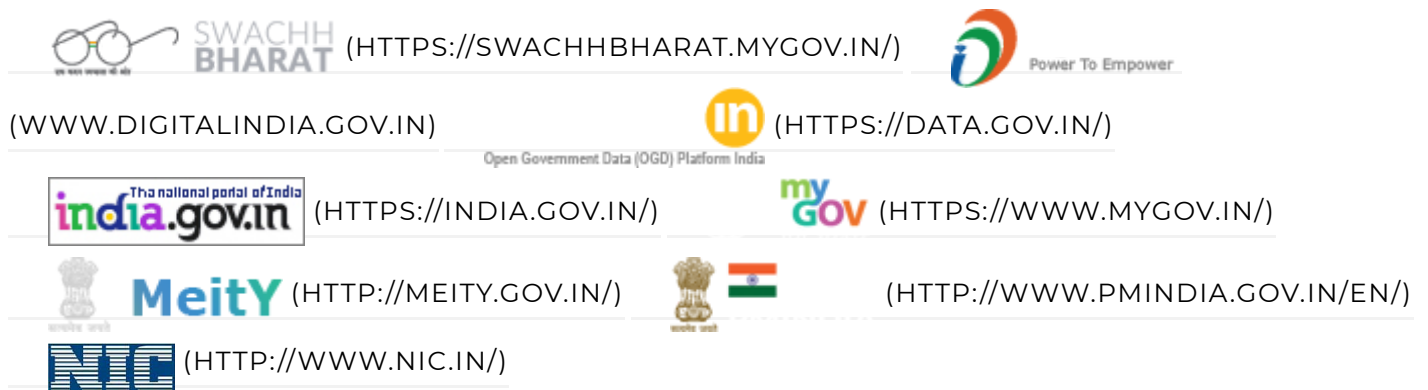 SWACHH
BHARAT (HTTPS://SWACHHBHARAT.MYGOV.IN/)
Power To Empower
(WWW.DIGITALINDIA.GOV.IN)
in (HTTPS://DATA.GOV.IN/)
Open Government Data (OGD) Platform India
The national portal of India
india.gov.in (HTTPS://INDIA.GOV.IN/)
my
GOV (HTTPS://WWW.MYGOV.IN/)
MeitY (HTTP://MEITY.GOV.IN/)
(HTTP://WWW.PMINDIA.GOV.IN/EN/)
NIC (HTTP://WWW.NIC.IN/)